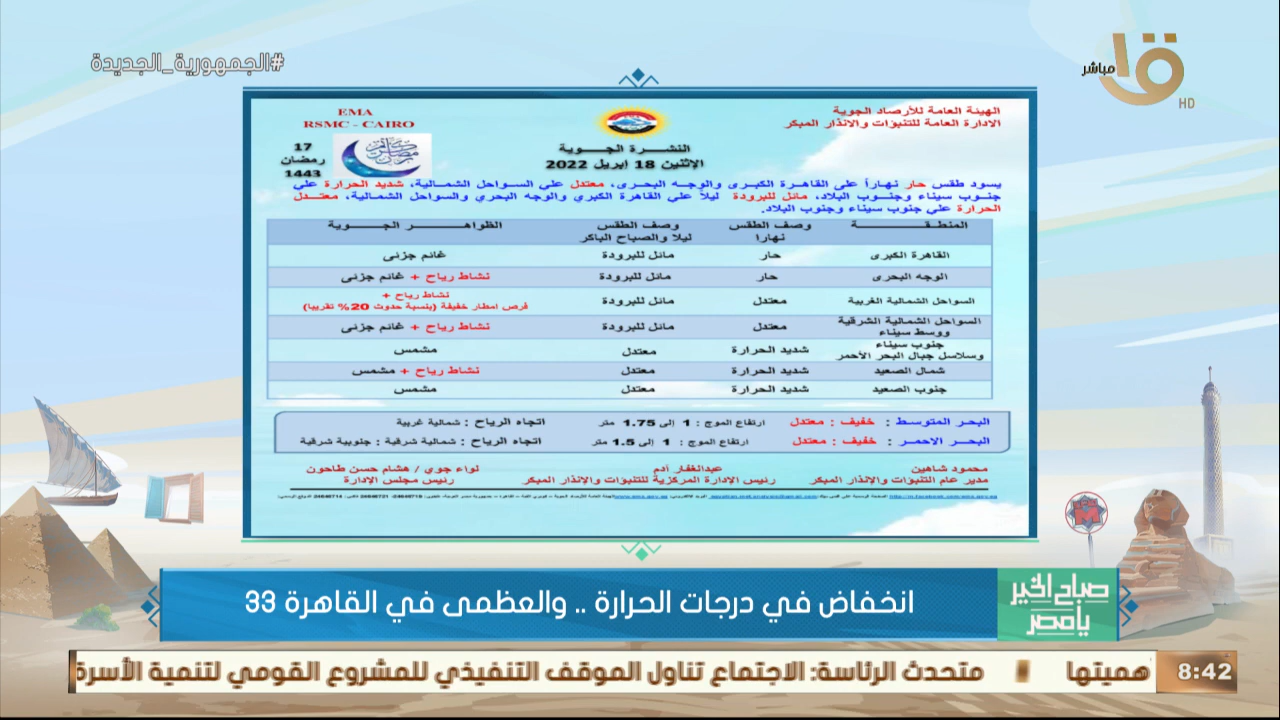 #الجمهورية_الجديدة
مباشر
HD
الهيئة العامة للأرصاد الجوية
الادارة العامة للتنبؤات والانذار المبكر
EMA
RSMC - CAIRO
17
رمضان
1443
النشرة الجوية
الإثنين 18 إبريل 2022
يسود طقس حار نهاراً على القاهرة الكبرى والوجه البحرى، معتدل علي السواحل الشمالية، شديد الحرارة علي
جنوب سيناء وجنوب البلاد، مائل للبرودة ليلاً علي القاهرة الكبري والوجه البحري والسواحل الشمالية، معتدل
الحرارة علي جنوب سيناء وجنوب البلاد.
المنطقة وصف الطقس نهارا وصف الطقس ليلا والصباح الباكر الظواهر الجوية
القاهرة الكبرى حار مائل للبرودة غائم جزئى
الوجه البحرى حار مائل للبرودة نشاط رياح + غائم جزئى
السواحل الشمالية الغربية معتدل مائل للبرودة نشاط رياح +
فرص امطار خفيفة (بنسبة حدوث 20% تقريبا)
السواحل الشمالية الشرقية ووسط سيناء معتدل مائل للبرودة نشاط رياح + غائم جزئى
جنوب سيناء وسلاسل جبال البحر الأحمر شديد الحرارة معتدل مشمس
شمال الصعيد شديد الحرارة معتدل نشاط رياح + مشمس
جنوب الصعيد شديد الحرارة معتدل مشمس
البحر المتوسط : خفيف : معتدل ارتفاع الموج : 1 إلى 1.75 متر اتجاه الرياح : شمالية غربية
البحر الاحمر : خفيف : معتدل ارتفاع الموج : 1 إلى 1.5 متر اتجاه الرياح : شمالية شرقية : جنوبية شرقية
محمود شاهين عبدالغفار أدم لواء جوي / هشام حسن طاحون
مدير عام التنبؤات والإنذار المبكر رئيس الإدارة المركزية للتنبؤات والإنذار المبكر رئيس مجلس الإدارة
صباح الخير
يا مصر
انخفاض في درجات الحرارة .. والعظمى في القاهرة 33
8:42
هميتها متحدث الرئاسة: الاجتماع تناول الموقف التنفيذي للمشروع القومي لتنمية الأسرة